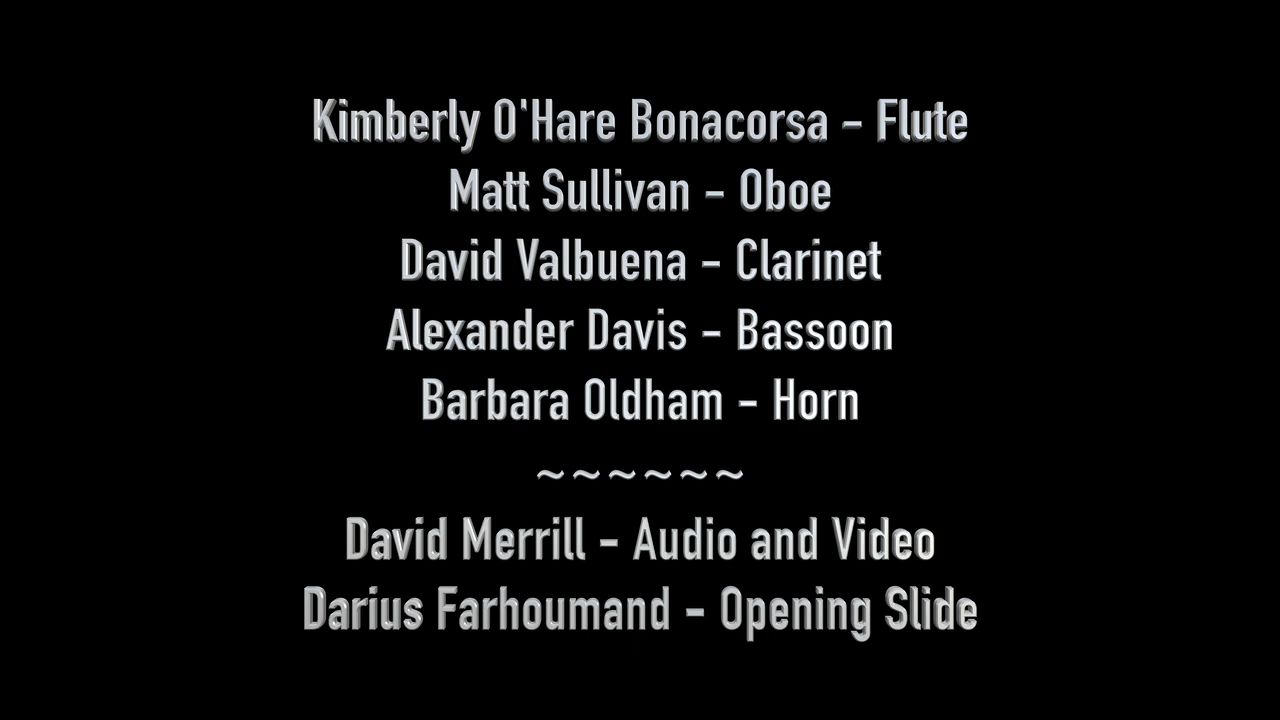 Kimberly O'Hare Bonacorsa - Flute
Matt Sullivan - Oboe
David Valbuena - Clarinet
Alexander Davis - Bassoon
Barbara Oldham - Horn
~~~~~~
David Merrill - Audio and Video
Darius Farhoumand - Opening Slide